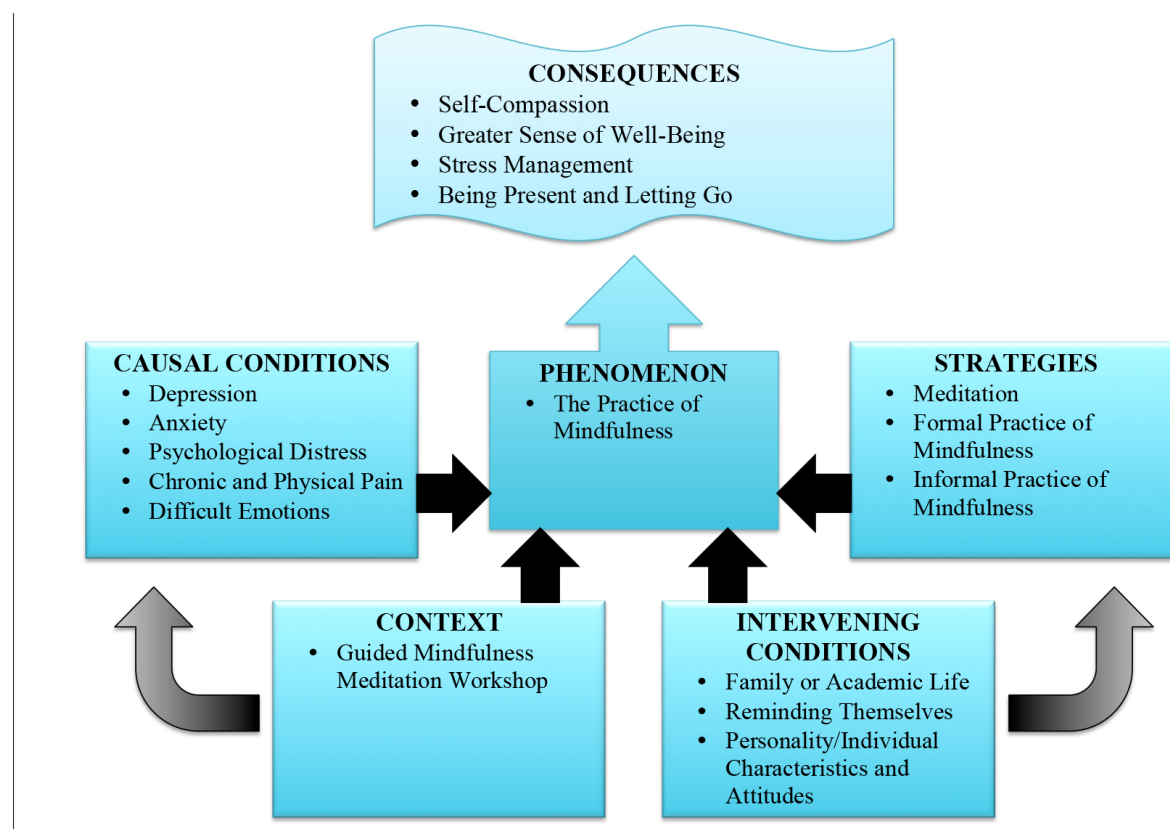 CONSEQUENCES
• Self-Compassion
• Greater Sense of Well-Being
• Stress Management
• Being Present and Letting Go
CAUSAL CONDITIONS
• Depression
• Anxiety
• Psychological Distress
• Chronic and Physical Pain
• Difficult Emotions
PHENOMENON
• The Practice of
Mindfulness
STRATEGIES
• Meditation
• Formal Practice of
Mindfulness
• Informal Practice of
Mindfulness
CONTEXT
• Guided Mindfulness
Meditation Workshop
INTERVENING
CONDITIONS
• Family or Academic Life
• Reminding Themselves
• Personality/Individual
Characteristics and
Attitudes